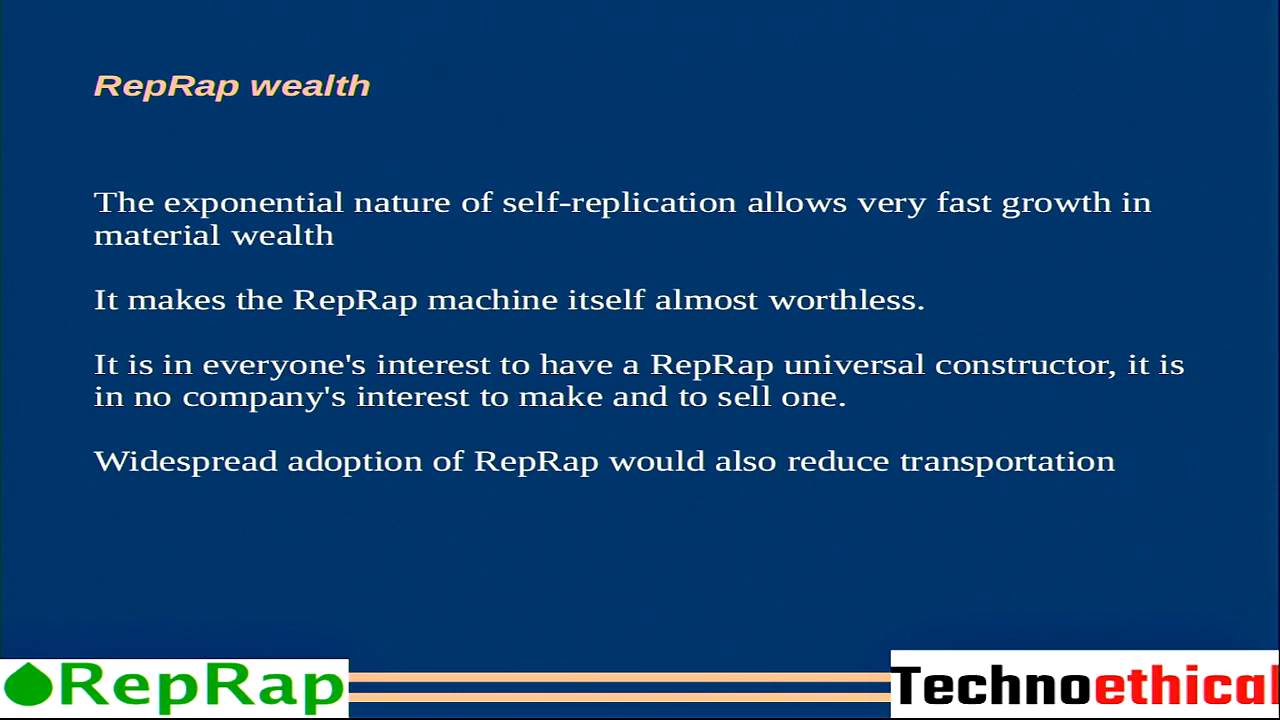 RepRap wealth
The exponential nature of self-replication allows very fast growth in
material wealth
It makes the RepRap machine itself almost worthless.
It is in everyone's interest to have a RepRap universal constructor, it is
in no company's interest to make and to sell one.
Widespread adoption of RepRap would also reduce transportation
RepRap
Technoethical